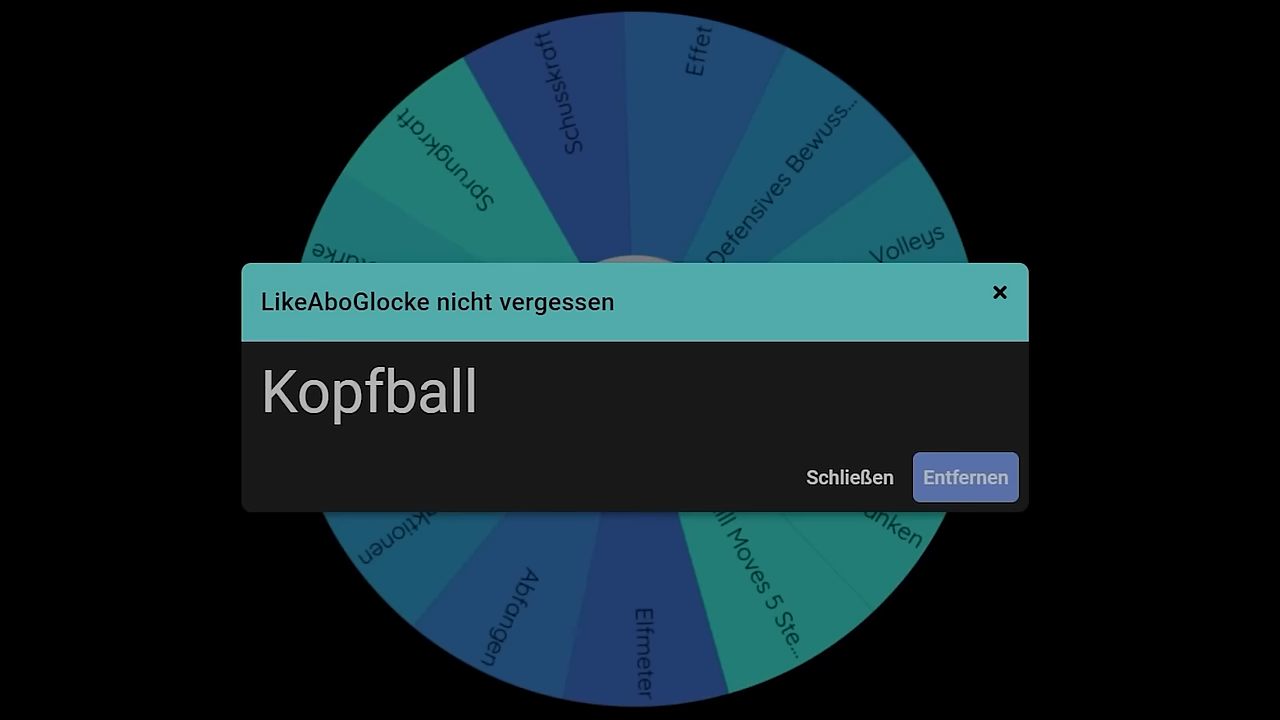 Schusskraft
Effet
Sprungkraft
Defensives Bewuss...
Volleys
LikeAboGlocke nicht vergessen
Kopfball
Schließen
Entfernen
Abfangen
Elfmeter
Moves 5 Ste...